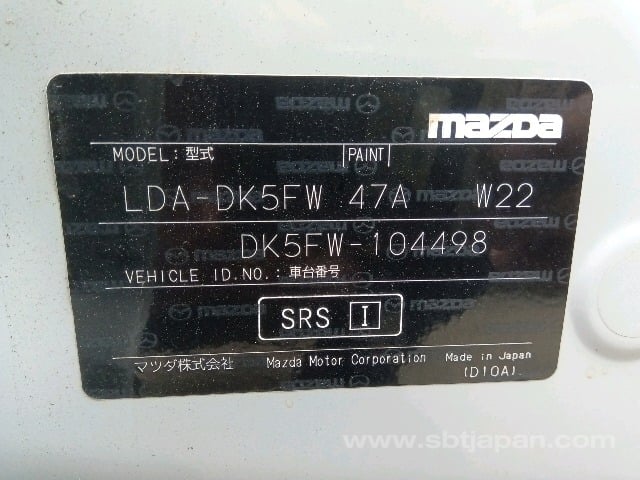 mazda
MODEL : 型式 PAINT
LDA-DK5FW 47A W22
DK5FW-104498
VEHICLE ID.NO.: 車台番号
SRS I
マツダ株式会社 Mazda Motor Corporation Made in Japan
(D10A)
www.sbtjapan.com